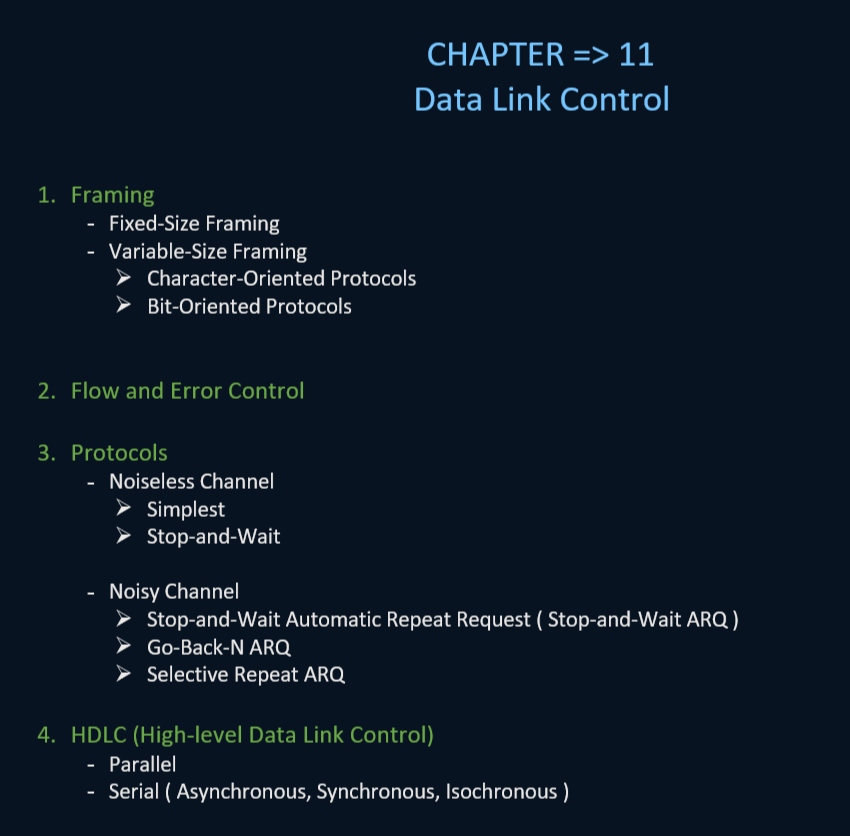 CHAPTER => 11
Data Link Control
1. Framing
- Fixed-Size Framing
- Variable-Size Framing
➢ Character-Oriented Protocols
➢ Bit-Oriented Protocols
2. Flow and Error Control
3. Protocols
- Noiseless Channel
➢ Simplest
➢ Stop-and-Wait
- Noisy Channel
➢ Stop-and-Wait Automatic Repeat Request ( Stop-and-Wait ARQ )
➢ Go-Back-N ARQ
➢ Selective Repeat ARQ
4. HDLC (High-level Data Link Control)
- Parallel
- Serial ( Asynchronous, Synchronous, Isochronous )